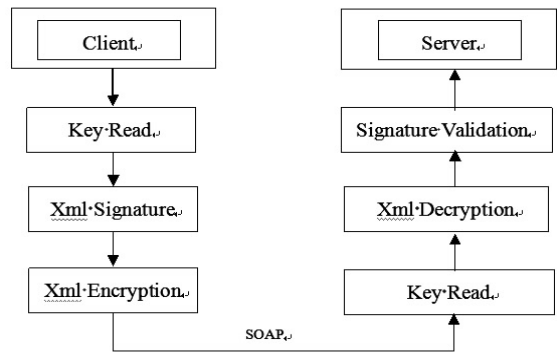 Client
Server
Key Read
Signature Validation
Xml Signature
Xml Decryption
Xml Encryption
Key Read
SOAP